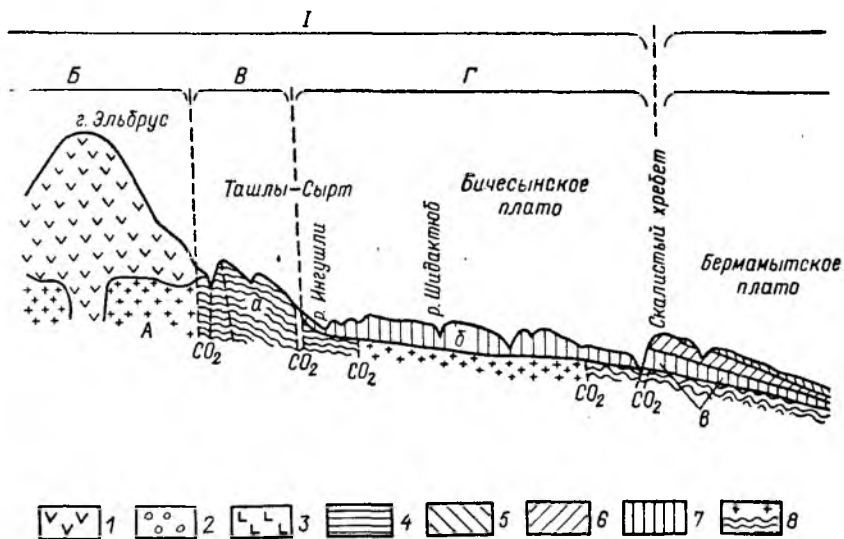 I
Б В Г
г. Эльбрус
Ташлы-Сырт
р. Ингушли
р. Шидактюб
Бичесынское
плато
Скалистый хребет
Бермамытское
плато
А
а
б
в
CO2 CO2 CO2 CO2 CO2
1 2 3 4 5 6 7 8